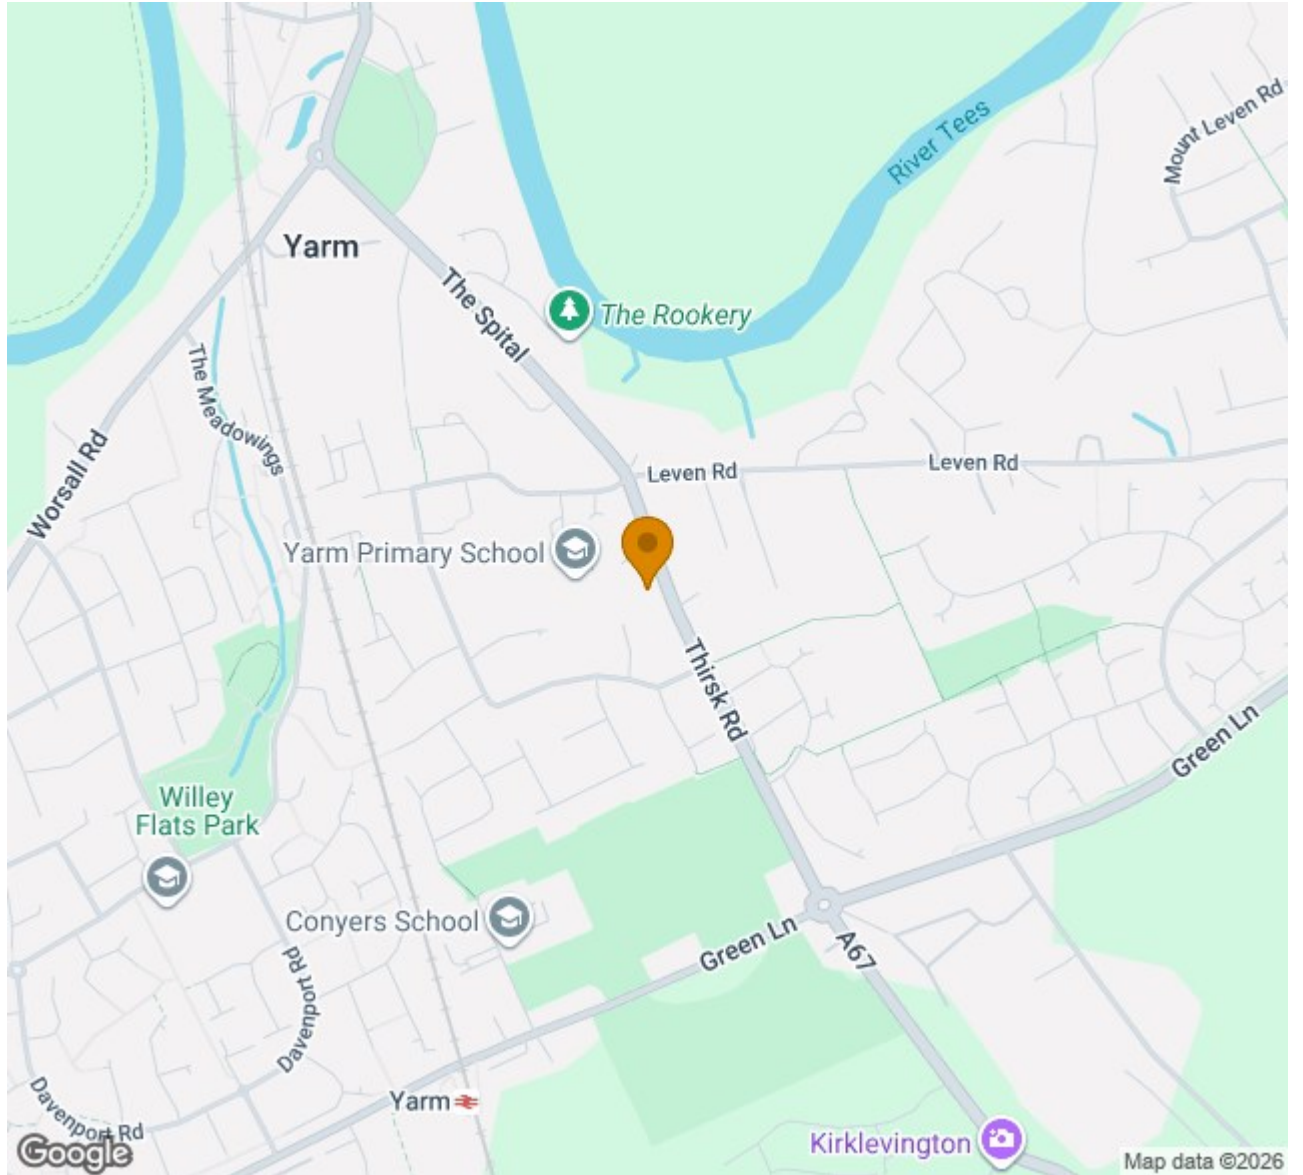 River Tees
Mount Leven Rd
Yarm
The Spital
The Rookery
The Meadowings
Worsall Rd
Leven Rd
Leven Rd
Yarm Primary School
Thirsk Rd
Green Ln
Willey
Flats Park
Conyers School
Green Ln
A67
Davenport Rd
Davenport Rd
Yarm
Kirklevington
Google
Map data ©2026